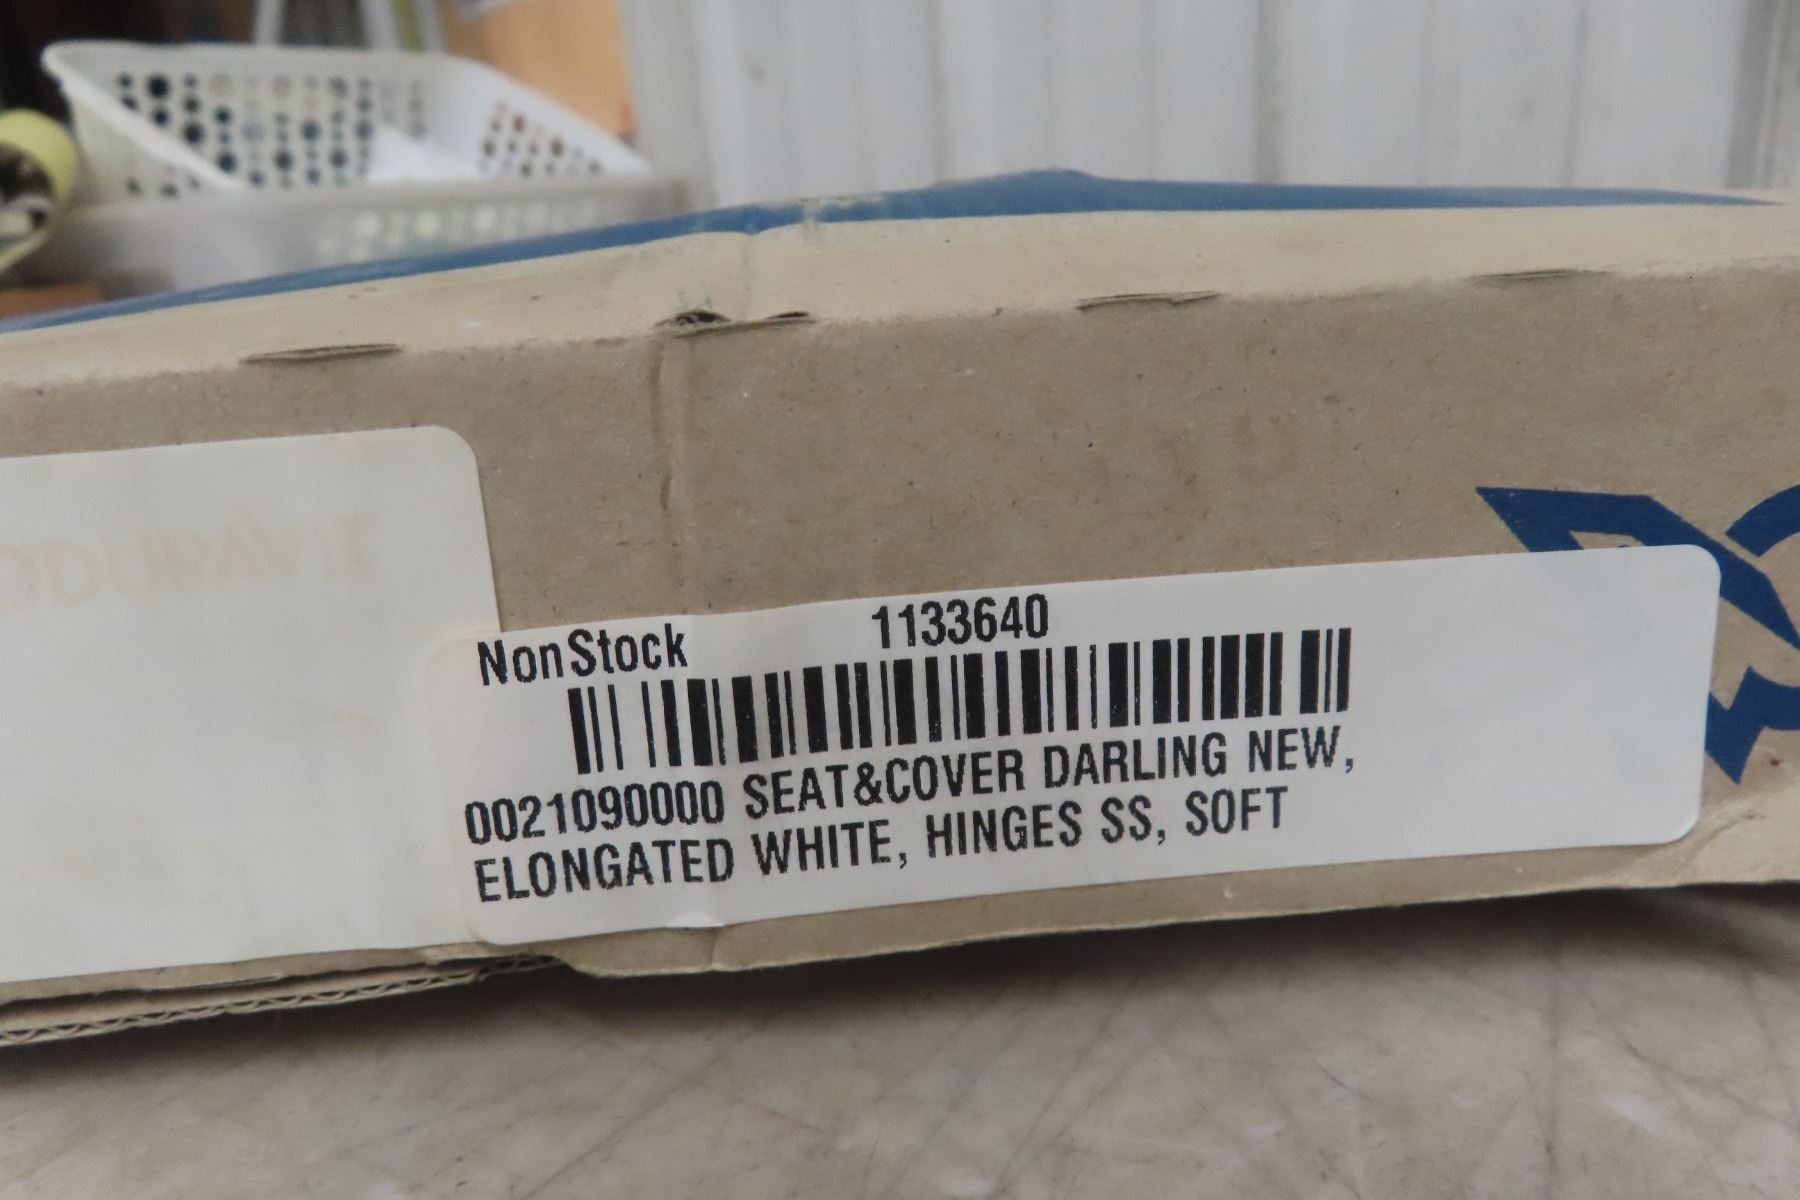 NonStock 1133640
0021090000 SEAT&COVER DARLING NEW,
ELONGATED WHITE, HINGES SS, SOFT